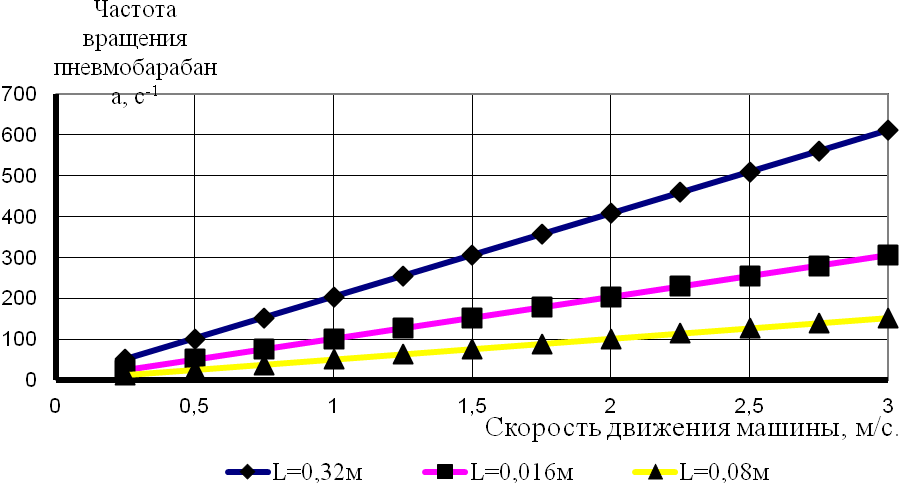 Частота
вращения
пневмобарабан
а, с-1
700
600
500
400
300
200
100
0
0 0,5 1 1,5 2 2,5 3
Скорость движения машины, м/с.
L=0,32м L=0,016м L=0,08м